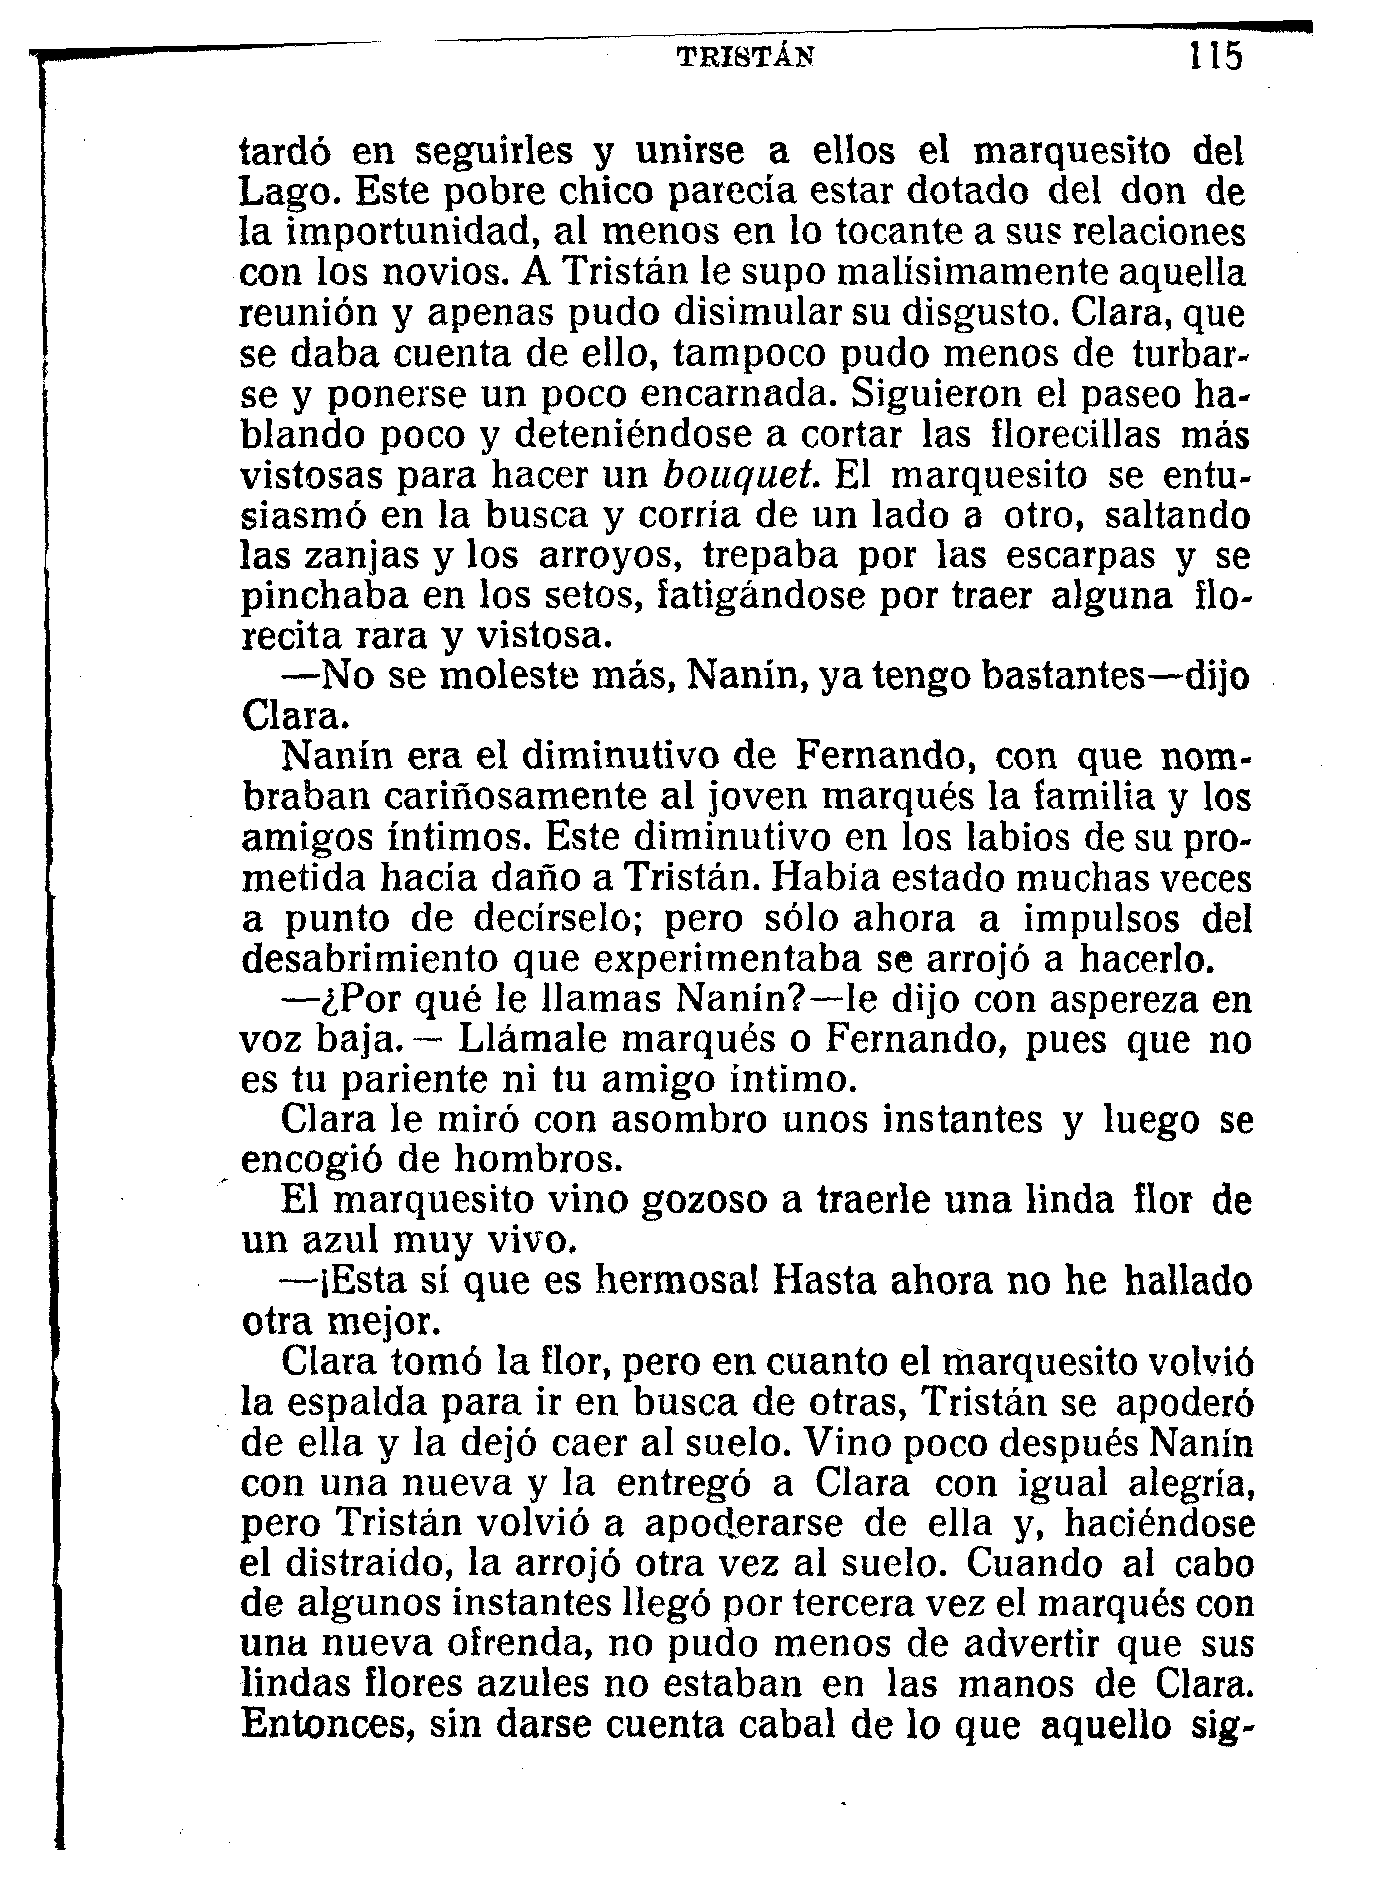 TRISTÁN 115
tardó en seguirles y unirse a ellos el marquesito del
Lago. Este pobre chico parecía estar dotado del don de
la importunidad, al menos en lo tocante a sus relaciones
con los novios. A Tristán le supo malísimamente aquella
reunión y apenas pudo disimular su disgusto. Clara, que
se daba cuenta de ello, tampoco pudo menos de turbar-
se y ponerse un poco encarnada. Siguieron el paseo ha-
blando poco y deteniéndose a cortar las florecillas más
vistosas para hacer un bouquet. El marquesito se entu-
siasmó en la busca y corría de un lado a otro, saltando
las zanjas y los arroyos, trepaba por las escarpas y se
pinchaba en los setos, fatigándose por traer alguna flo-
recita rara y vistosa.
—No se moleste más, Nanín, ya tengo bastantes—dijo
Clara.
Nanín era el diminutivo de Fernando, con que nom-
braban cariñosamente al joven marqués la familia y los
amigos íntimos. Este diminutivo en los labios de su pro-
metida hacía daño a Tristán. Había estado muchas veces
a punto de decírselo; pero sólo ahora a impulsos del
desabrimiento que experimentaba se arrojó a hacerlo.
—¿Por qué le llamas Nanín?—le dijo con aspereza en
voz baja.— Llámale marqués o Fernando, pues que no
es tu pariente ni tu amigo íntimo.
Clara le miró con asombro unos instantes y luego se
encogió de hombros.
El marquesito vino gozoso a traerle una linda flor de
un azul muy vivo.
—¡Esta sí que es hermosa! Hasta ahora no he hallado
otra mejor.
Clara tomó la flor, pero en cuanto el marquesito volvió
la espalda para ir en busca de otras, Tristán se apoderó
de ella y la dejó caer al suelo. Vino poco después Nanín
con una nueva y la entregó a Clara con igual alegría,
pero Tristán volvió a apoderarse de ella y, haciéndose
el distraído, la arrojó otra vez al suelo. Cuando al cabo
de algunos instantes llegó por tercera vez el marqués con
una nueva ofrenda, no pudo menos de advertir que sus
lindas flores azules no estaban en las manos de Clara.
Entonces, sin darse cuenta cabal de lo que aquello sig-